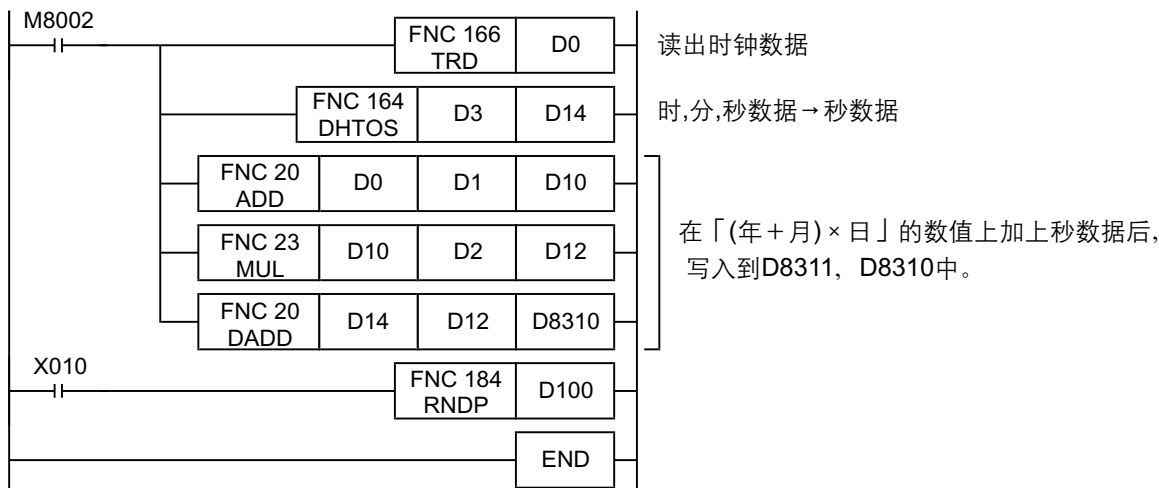 M8002
FNC 166 TRD D0 读出时钟数据
FNC 164 DHTOS D3 D14 时,分,秒数据→秒数据
FNC 20 ADD D0 D1 D10
FNC 23 MUL D10 D2 D12
FNC 20 DADD D14 D12 D8310
在「(年+月)×日」的数值上加上秒数据后,
写入到D8311, D8310中。
X010
FNC 184 RNDP D100
END